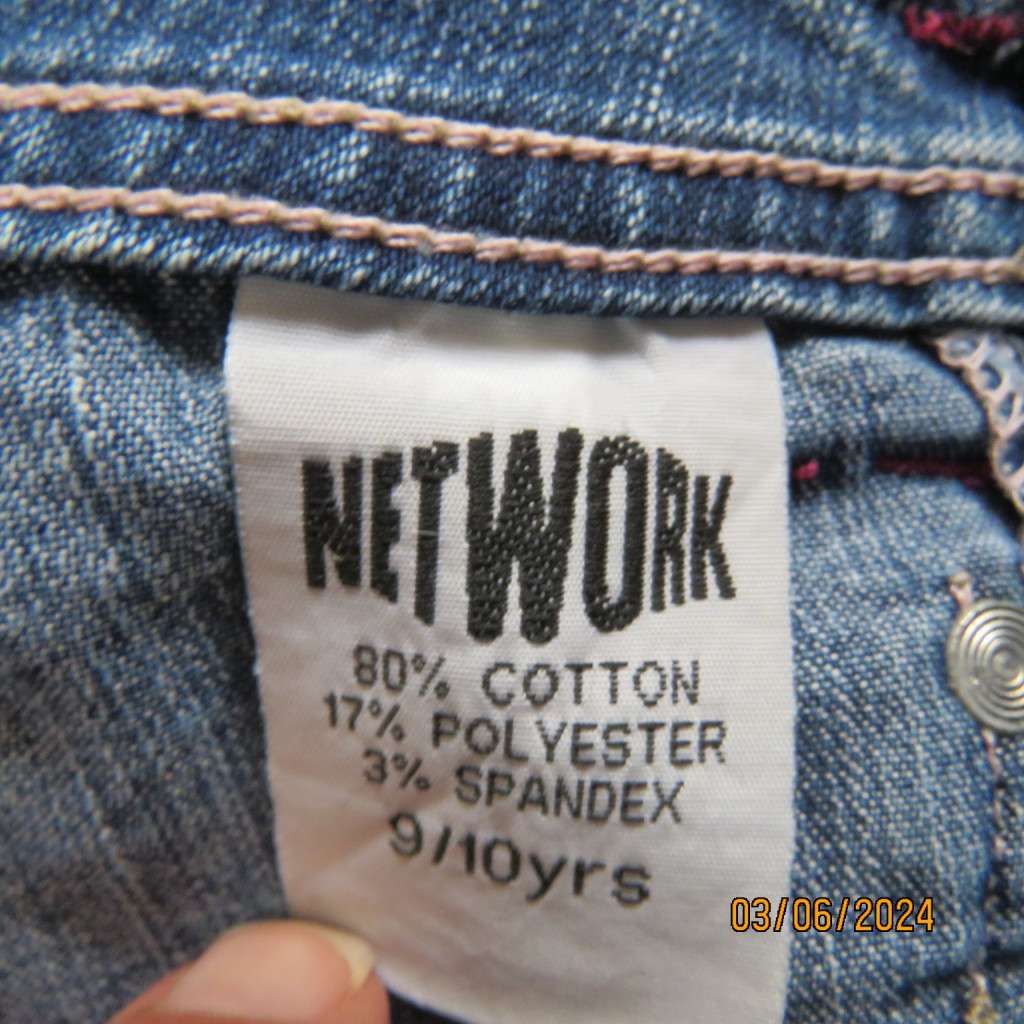 NETWORK
80% COTTON
17% POLYESTER
3% SPANDEX
9/10yrs
03/06/2024